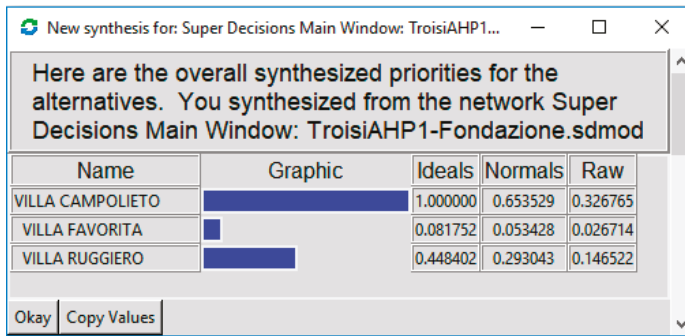 New synthesis for: Super Decisions Main Window: TroisiAHP1...
Here are the overall synthesized priorities for the
alternatives. You synthesized from the network Super
Decisions Main Window: TroisiAHP1-Fondazione.sdmod
Name Graphic Ideals Normals Raw
VILLA CAMPOLIETO 1.000000 0.653529 0.326765
VILLA FAVORITA 0.081752 0.053428 0.026714
VILLA RUGGIERO 0.448402 0.293043 0.146522
Okay Copy Values